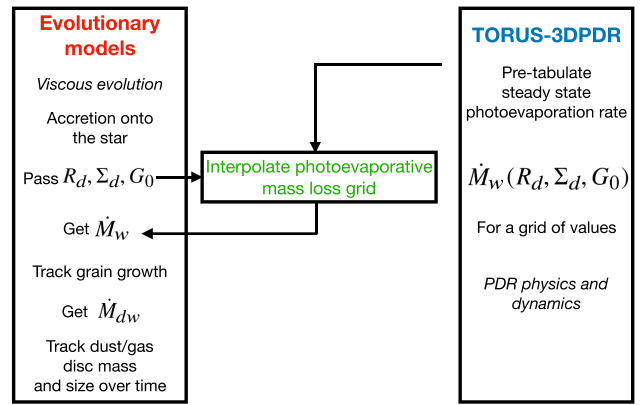 Evolutionary
models
Viscous evolution
Accretion onto
the star
Pass R_d, Σ_d, G_0
Get Ṁ_w
Track grain growth
Get Ṁ_{dw}
Track dust/gas
disc mass
and size over time
Interpolate photoevaporative
mass loss grid
TORUS-3DPDR
Pre-tabulate
steady state
photoevaporation rate
Ṁ_w(R_d, Σ_d, G_0)
For a grid of values
PDR physics and
dynamics